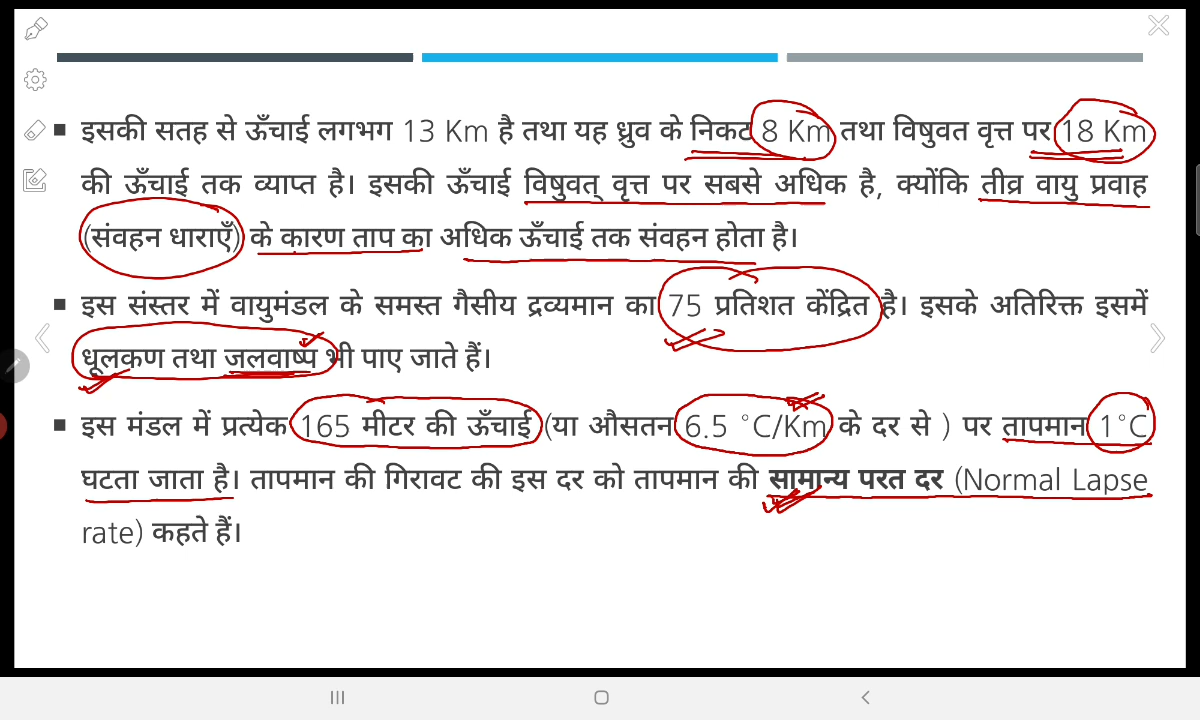 ▪ इसकी सतह से ऊँचाई लगभग 13 Km है तथा यह ध्रुव के निकट 8 Km तथा विषुवत वृत्त पर 18 Km
की ऊँचाई तक व्याप्त है। इसकी ऊँचाई विषुवत् वृत्त पर सबसे अधिक है, क्योंकि तीव्र वायु प्रवाह
(संवहन धाराएँ) के कारण ताप का अधिक ऊँचाई तक संवहन होता है।
▪ इस संस्तर में वायुमंडल के समस्त गैसीय द्रव्यमान का 75 प्रतिशत केंद्रित है। इसके अतिरिक्त इसमें
धूलकण तथा जलवाष्प भी पाए जाते हैं।
▪ इस मंडल में प्रत्येक 165 मीटर की ऊँचाई (या औसतन 6.5 °C/Km के दर से ) पर तापमान 1°C
घटता जाता है। तापमान की गिरावट की इस दर को तापमान की सामान्य परत दर (Normal Lapse
rate) कहते हैं।